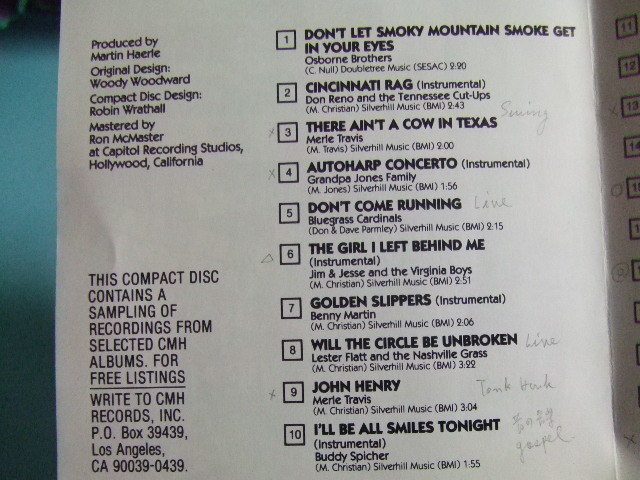 Produced by
Martin Haerle
Original Design:
Woody Woodward
Compact Disc Design:
Robin Wrathall
Mastered by
Ron McMaster
at Capitol Recording Studios,
Hollywood, California
THIS COMPACT DISC
CONTAINS A
SAMPLING OF
RECORDINGS FROM
SELECTED CMH
ALBUMS. FOR
FREE LISTINGS
WRITE TO CMH
RECORDS, INC.
P.O. Box 39439,
Los Angeles,
CA 90039-0439.
1 DON'T LET SMOKY MOUNTAIN SMOKE GET
IN YOUR EYES
Osborne Brothers
(C. Null) Doubletree Music (SESAC) 2:20
2 CINCINNATI RAG (Instrumental)
Don Reno and the Tennessee Cut-Ups
(M. Christian) Silverhill Music (BMI) 2:43
Swing
x 3 THERE AIN'T A COW IN TEXAS
Merle Travis
(M. Travis) Silverhill Music (BMI) 2:00
x 4 AUTOHARP CONCERTO (Instrumental)
Grandpa Jones Family
(M. Jones) Silverhill Music (BMI) 1:56
5 DON'T COME RUNNING Live
Bluegrass Cardinals
(Don & Dave Parmley) Silverhill Music (BMI) 2:15
△ 6 THE GIRL I LEFT BEHIND ME
(Instrumental)
Jim & Jesse and the Virginia Boys
(M. Christian) Silverhill Music (BMI) 2:51
7 GOLDEN SLIPPERS (Instrumental)
Benny Martin
(M. Christian) Silverhill Music (BMI) 2:06
8 WILL THE CIRCLE BE UNBROKEN Live
Lester Flatt and the Nashville Grass
(M. Christian) Silverhill Music (BMI) 3:22
x 9 JOHN HENRY
Merle Travis
(M. Christian) Silverhill Music (BMI) 3:04
10 I'LL BE ALL SMILES TONIGHT
(Instrumental) gospel
Buddy Spicher
(M. Christian) Silverhill Music (BMI) 1:55
11
12
13
14